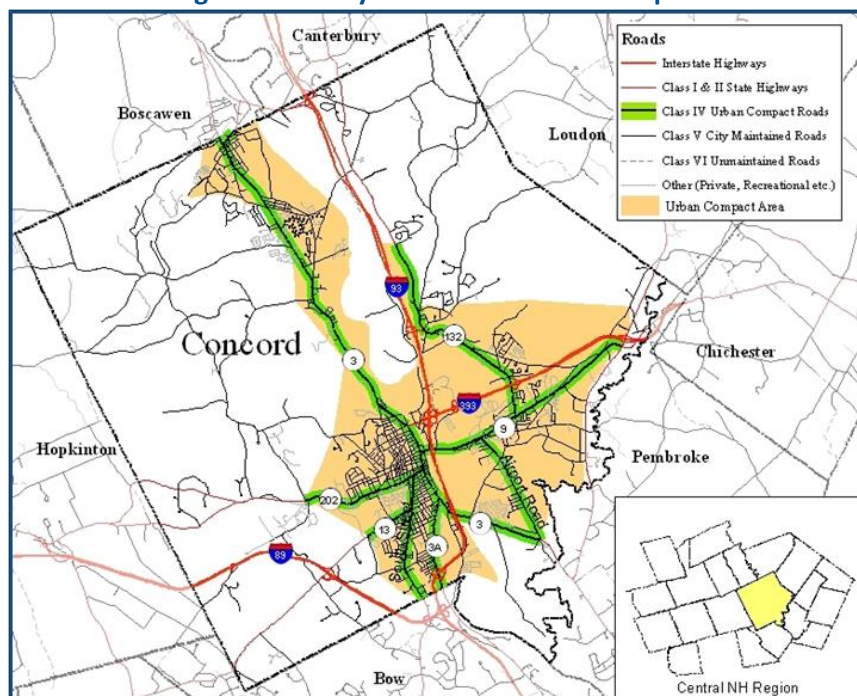 Canterbury
Roads
Interstate Highways
Class I & II State Highways
Class IV Urban Compact Roads
Class V City Maintained Roads
Class VI Unmaintained Roads
Other (Private, Recreational etc.)
Urban Compact Area
Boscawen
Loudon
93
132
Concord
3
Chichester
393
9
Hopkinton
Pembroke
202
13
3A
3
89
Bow
Central NH Region